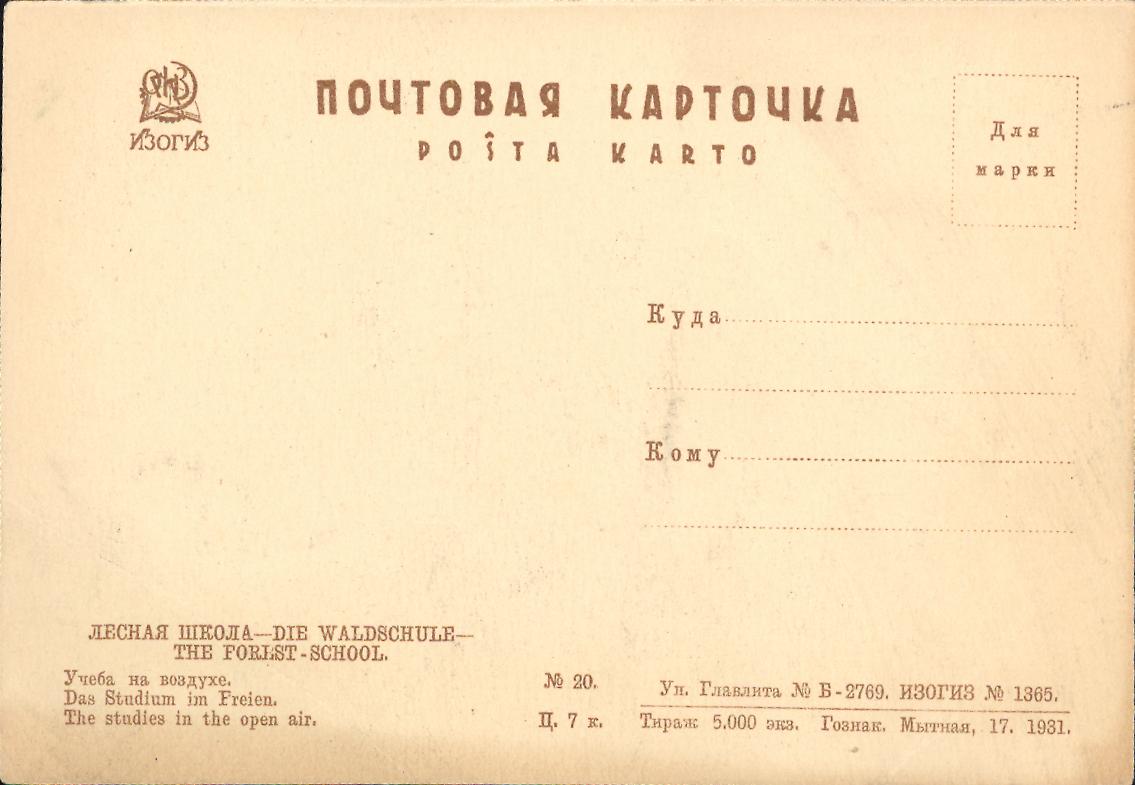 ИЗОГИЗ
ПОЧТОВАЯ КАРТОЧКА
POŜTA KARTO
Для
марки
Куда
Кому
ЛЕСНАЯ ШКОЛА—DIE WALDSCHULE—
THE FOREST-SCHOOL.
Учеба на воздухе.
Das Studium im Freien.
The studies in the open air.
№ 20.
Ц. 7 к.
Уп. Главлита № Б-2769. ИЗОГИЗ № 1365.
Тираж 5.000 экз. Гознак. Мытная, 17. 1931.